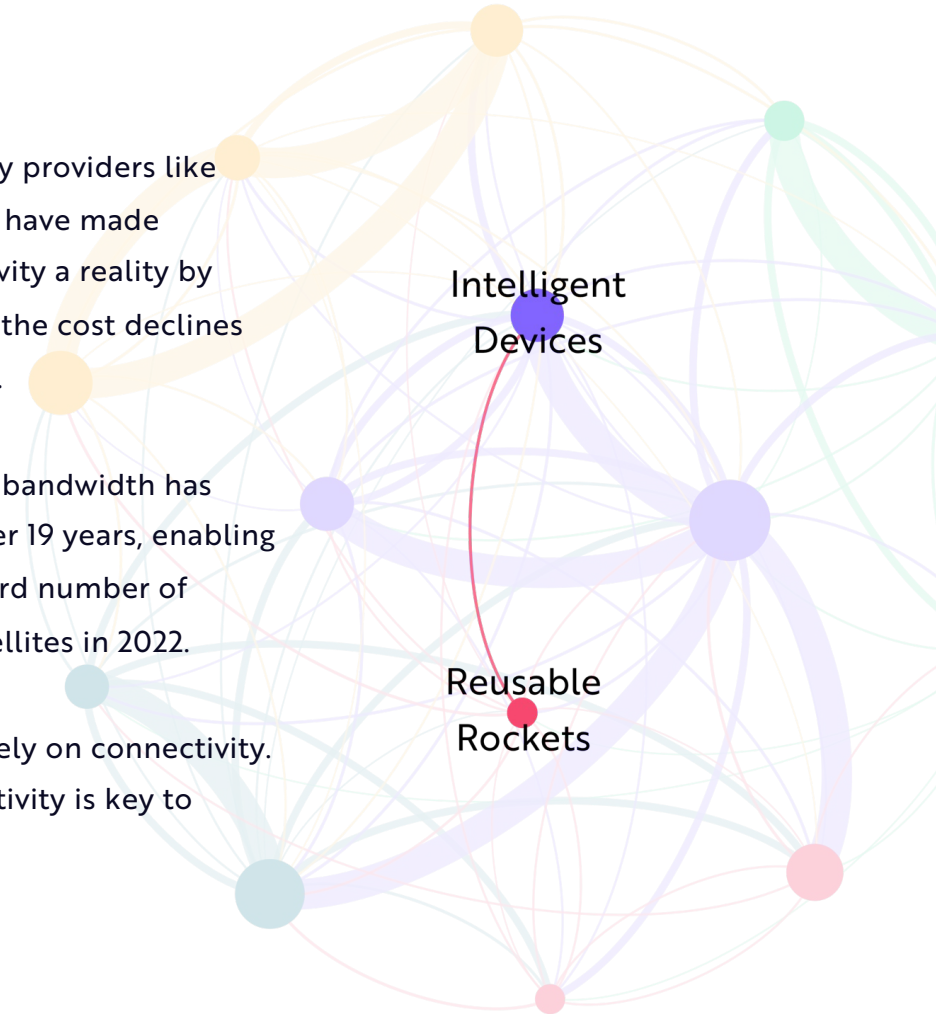 y providers like
have made
vity a reality by
the cost declines
.
bandwidth has
er 19 years, enabling
rd number of
ellites in 2022.
ely on connectivity.
tivity is key to
Intelligent
Devices
Reusable
Rockets